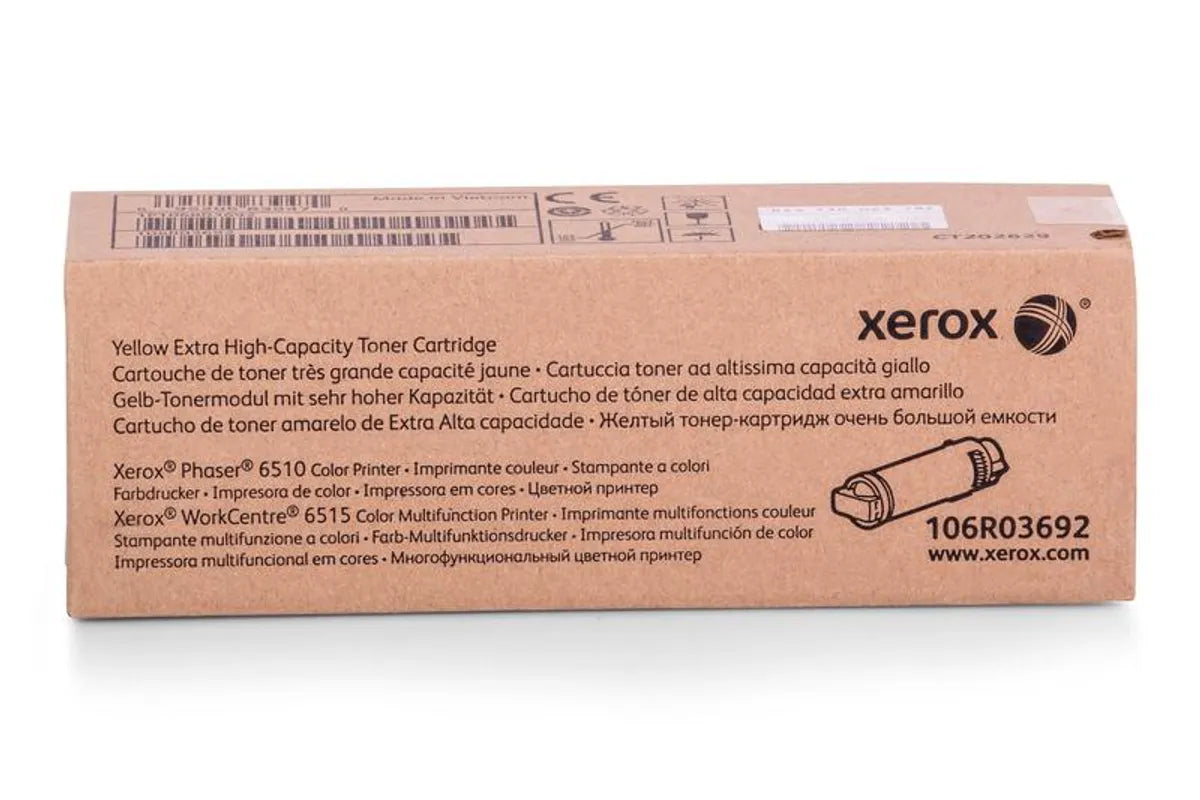 Made in Vietnam
CT202629
xerox ®
Yellow Extra High-Capacity Toner Cartridge
Cartouche de toner très grande capacité jaune • Cartuccia toner ad altissima capacità giallo
Gelb-Tonermodul mit sehr hoher Kapazität • Cartucho de tóner de alta capacidad extra amarillo
Cartucho de toner amarelo de Extra Alta capacidade • Желтый тонер-картридж очень большой емкости
Xerox® Phaser® 6510 Color Printer • Imprimante couleur • Stampante a colori
Farbdrucker • Impresora de color • Impressora em cores • Цветной принтер
Xerox® WorkCentre® 6515 Color Multifunction Printer • Imprimante multifonctions couleur
Stampante multifunzione a colori • Farb-Multifunktionsdrucker • Impresora multifunción de color
Impressora multifuncional em cores • Многофункциональный цветной принтер
106R03692
www.xerox.com